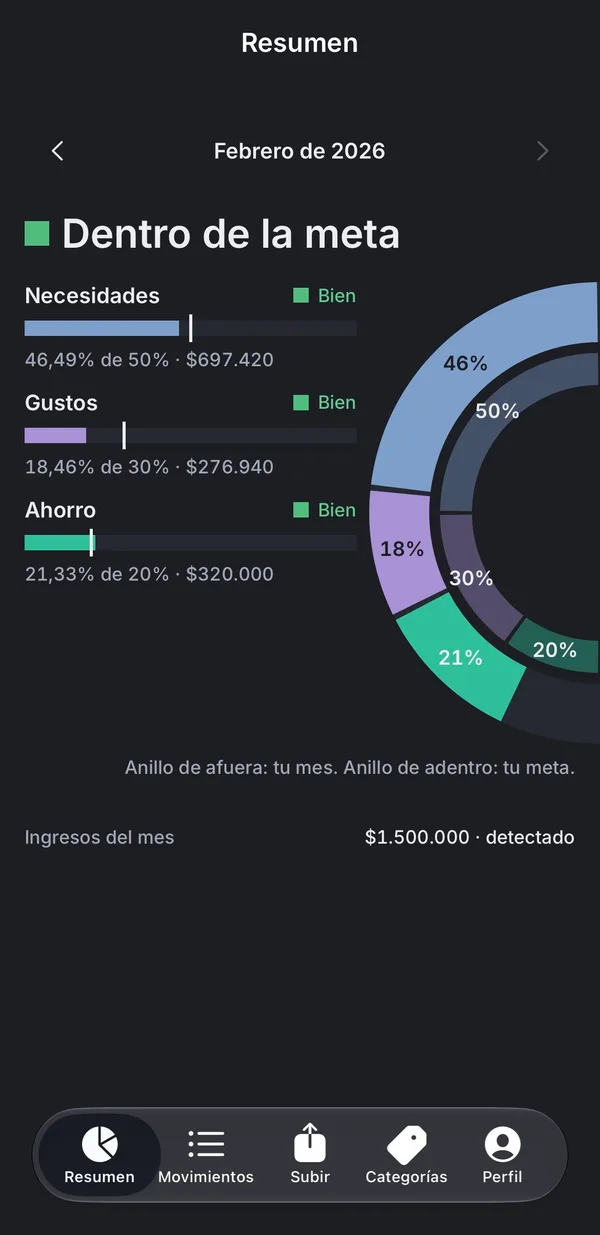 Resumen
Febrero de 2026
Dentro de la meta
Necesidades
Bien
46,49% de 50% · $697.420
Gustos
Bien
18,46% de 30% · $276.940
Ahorro
Bien
21,33% de 20% · $320.000
46%
50%
18%
30%
21%
20%
Anillo de afuera: tu mes. Anillo de adentro: tu meta.
Ingresos del mes
$1.500.000 · detectado
Resumen
Movimientos
Subir
Categorías
Perfil